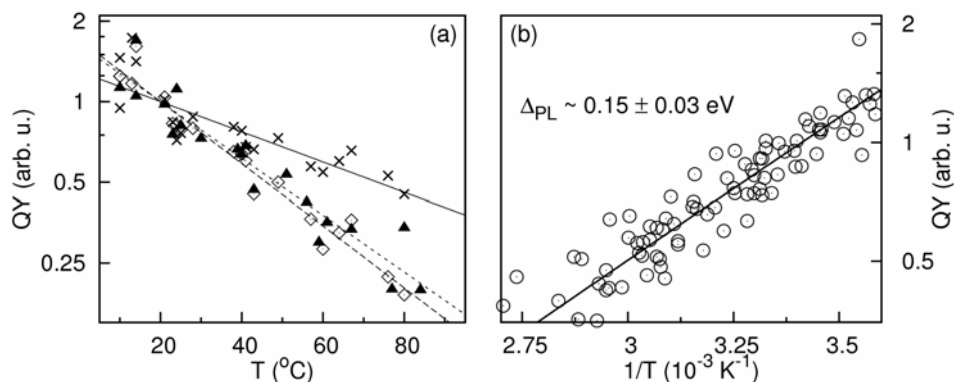 2
(a)
1
0.5
0.25
QY (arb. u.)
20
40
60
80
T (°C)
(b)
2
Δ_PL ~ 0.15 ± 0.03 eV
1
0.5
QY (arb. u.)
2.75
3
3.25
3.5
1/T (10⁻³ K⁻¹)